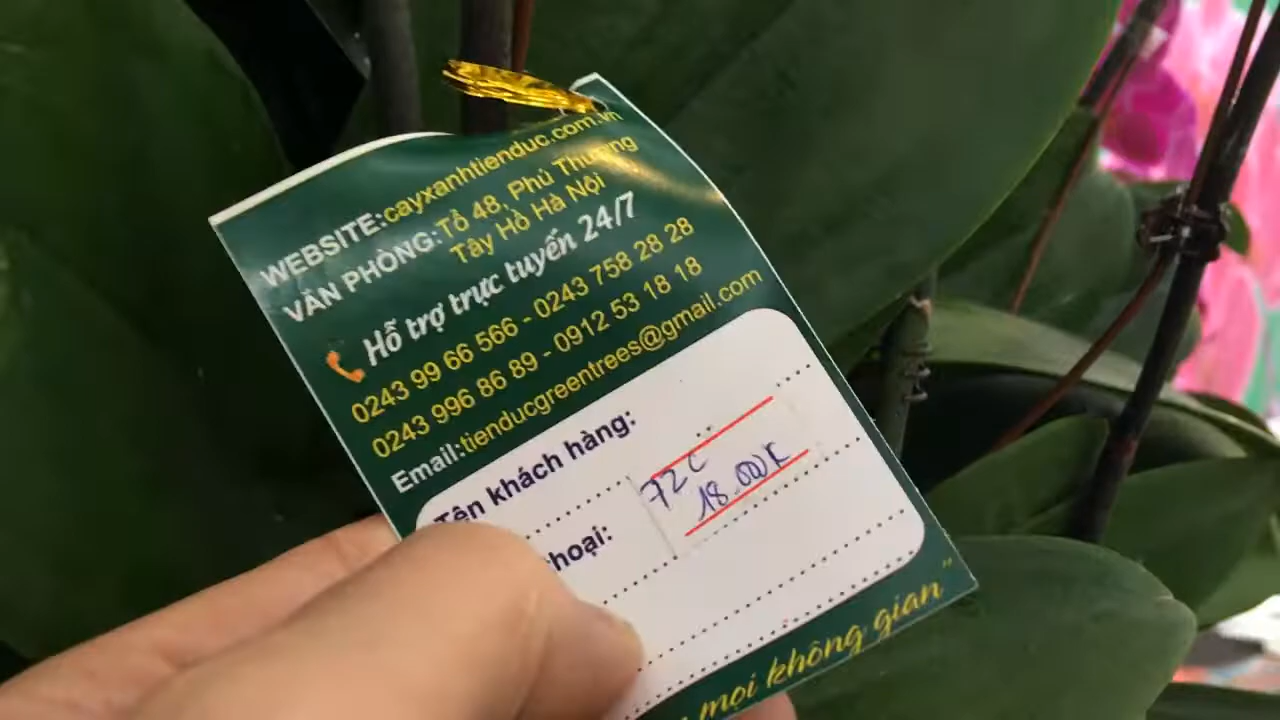 WEBSITE:cayxanhtienduc.com.vn
VĂN PHÒNG:Tổ 48, Phú Thượng
Tây Hồ Hà Nội
Hỗ trợ trực tuyến 24/7
0243 99 66 566 - 0243 758 28 28
0243 996 86 89 - 0912 53 18 18
Email:tienducgreentrees@gmail.com
Tên khách hàng:
72C
hoại:
18.000K
mọi không gian"